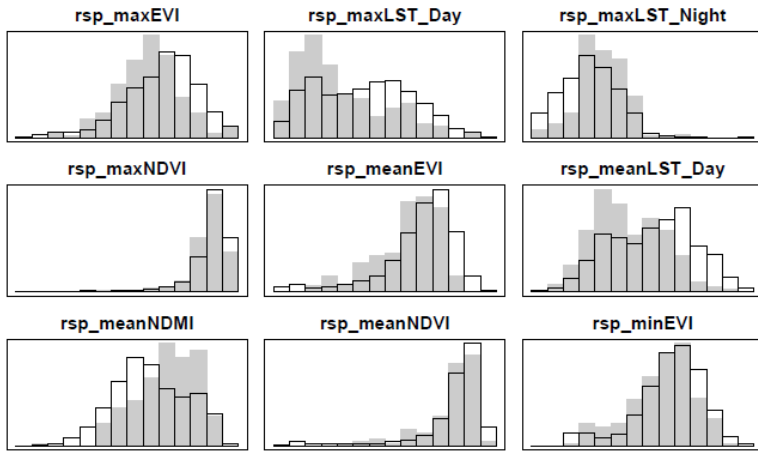 rsp_maxEVI
rsp_maxLST_Day
rsp_maxLST_Night
rsp_maxNDVI
rsp_meanEVI
rsp_meanLST_Day
rsp_meanNDMI
rsp_meanNDVI
rsp_minEVI